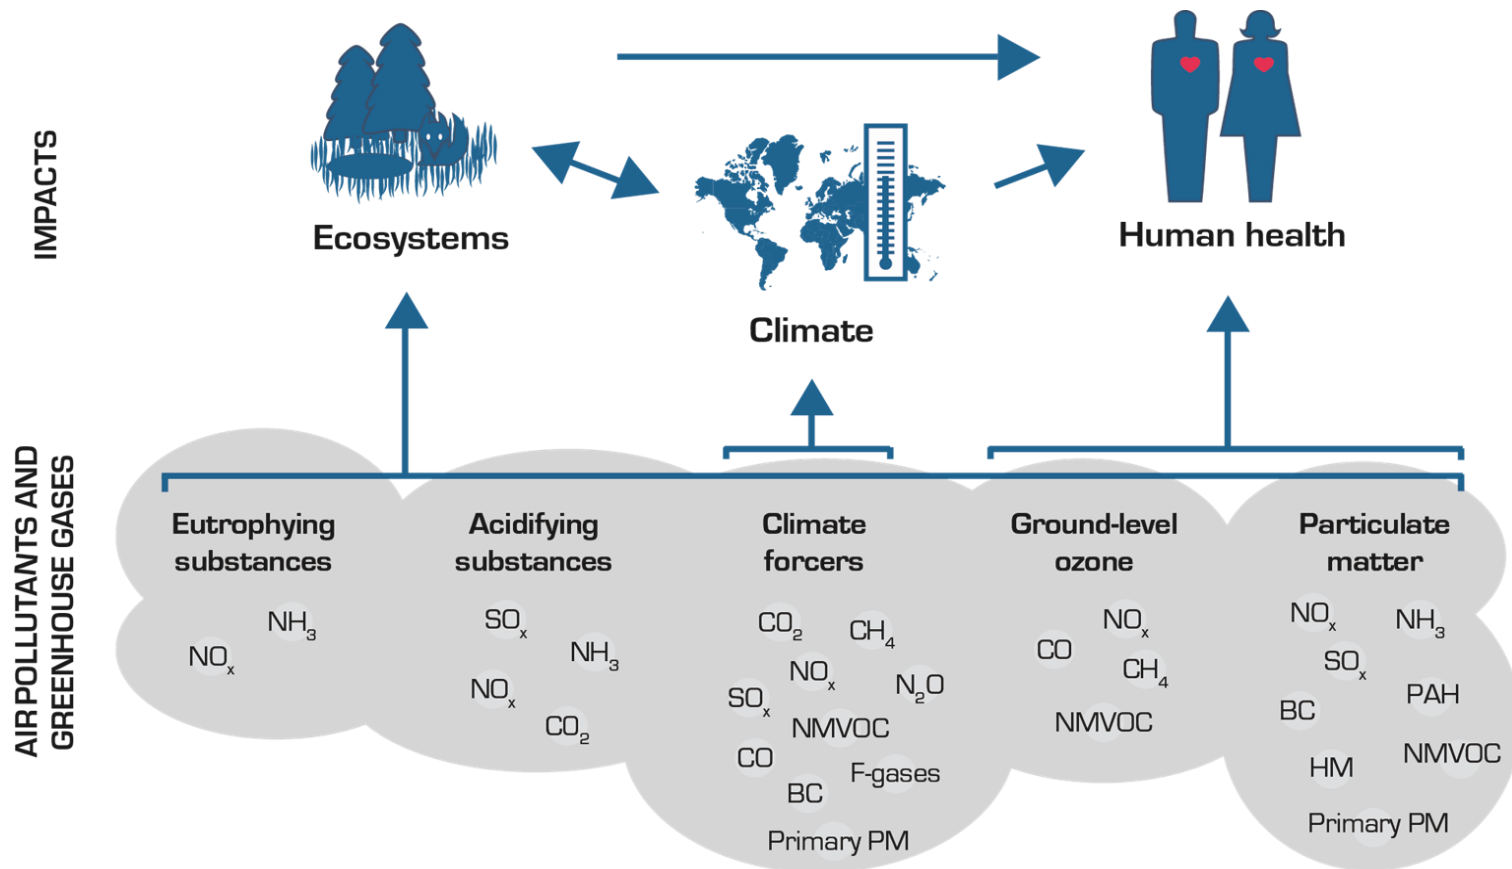 IMPACTS
Ecosystems
Climate
Human health
AIR POLLUTANTS AND
GREENHOUSE GASES
Eutrophying
substances
NH₃
NOₓ
Acidifying
substances
SOₓ
NH₃
NOₓ
CO₂
Climate
forcers
CO₂
CH₄
NOₓ
N₂O
SOₓ
NMVOC
CO
F-gases
BC
Primary PM
Ground-level
ozone
NOₓ
CO
CH₄
NMVOC
Particulate
matter
NOₓ
NH₃
SOₓ
PAH
BC
NMVOC
HM
Primary PM